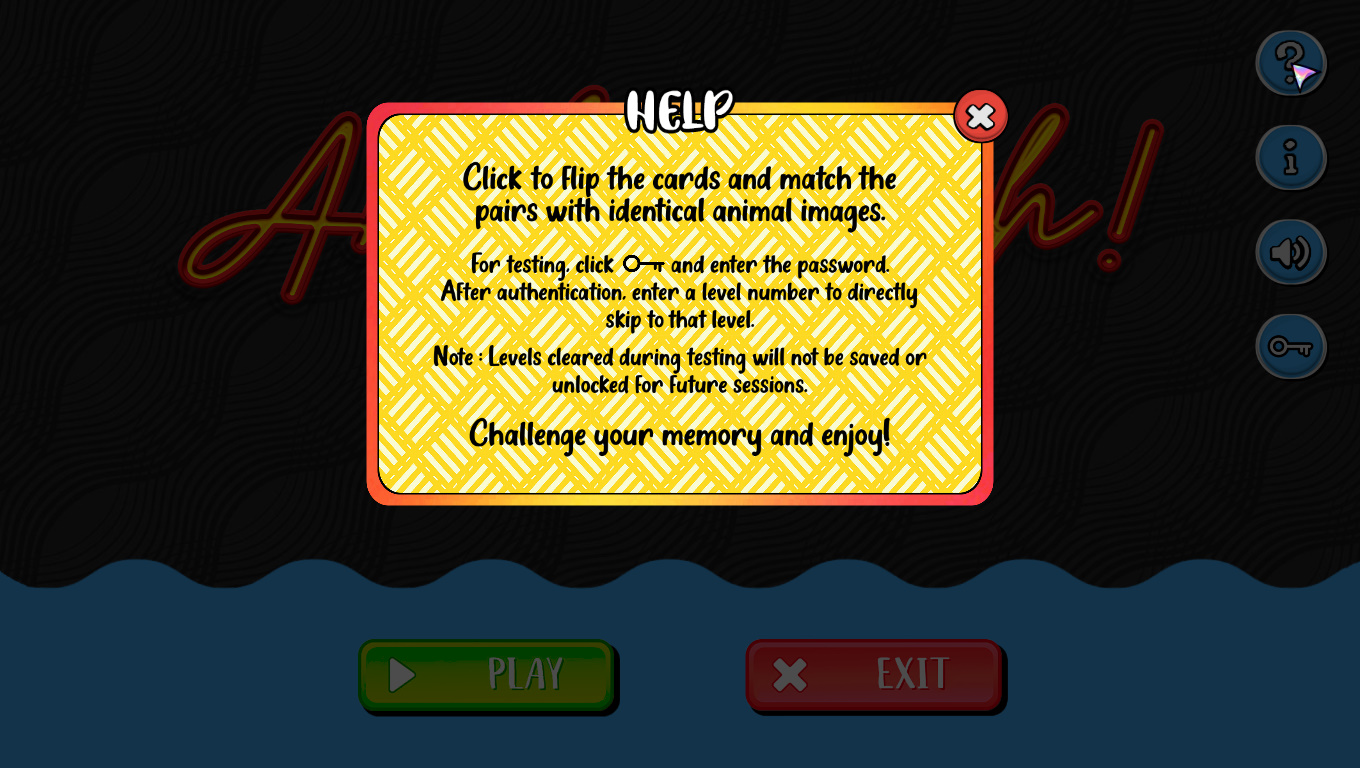 HELP
Click to flip the cards and match the
pairs with identical animal images.
For testing, click and enter the password.
After authentication, enter a level number to directly
skip to that level.
Note : Levels cleared during testing will not be saved or
unlocked for future sessions.
Challenge your memory and enjoy!
PLAY
EXIT